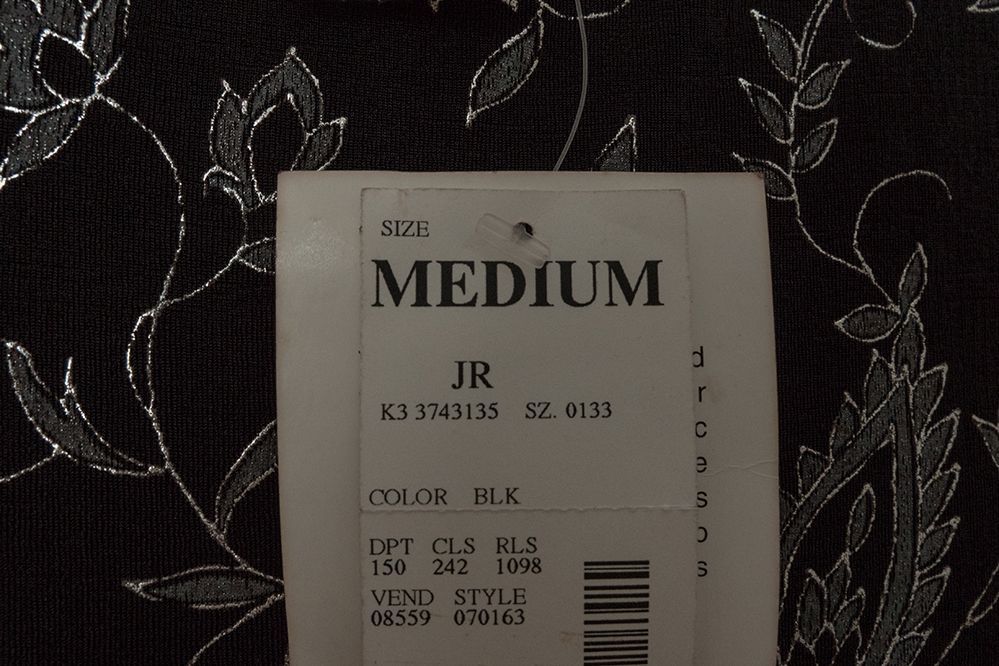 SIZE
MEDIUM
JR
K3 3743135 SZ. 0133
COLOR BLK
DPT CLS RLS
150 242 1098
VEND STYLE
08559 070163
d
r
c
e
s
s